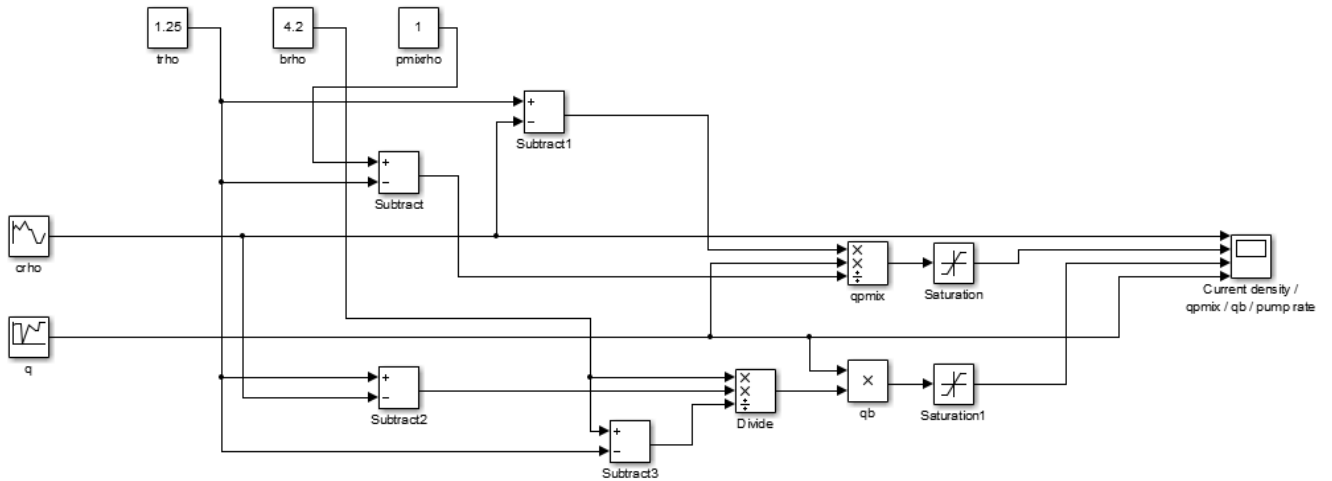 1.25
4.2
1
trho
brho
pmixrho
+
−
Subtract1
+
−
Subtract
crho
×
×
÷
qpmix
Saturation
Current density /
qpmix / qb / pump rate
q
+
−
Subtract2
×
×
÷
Divide
×
qb
Saturation1
+
−
Subtract3